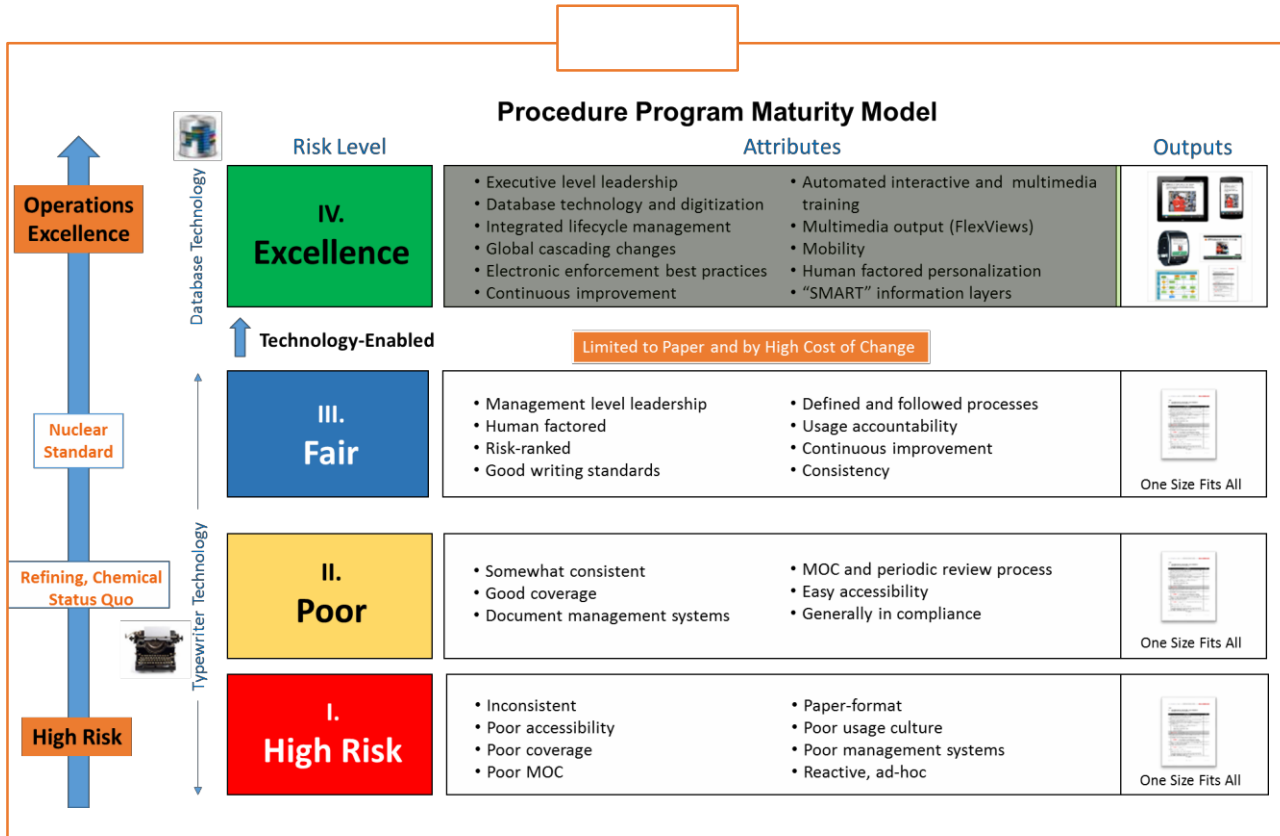 Procedure Program Maturity Model
Risk Level
Attributes
Outputs
Operations
Excellence
Nuclear
Standard
Refining, Chemical
Status Quo
High Risk
Database Technology
Typewriter Technology
IV.
Excellence
• Executive level leadership
• Database technology and digitization
• Integrated lifecycle management
• Global cascading changes
• Electronic enforcement best practices
• Continuous improvement
• Automated interactive and multimedia
training
• Multimedia output (FlexViews)
• Mobility
• Human factored personalization
• “SMART” information layers
Technology-Enabled
Limited to Paper and by High Cost of Change
III.
Fair
• Management level leadership
• Human factored
• Risk-ranked
• Good writing standards
• Defined and followed processes
• Usage accountability
• Continuous improvement
• Consistency
One Size Fits All
II.
Poor
• Somewhat consistent
• Good coverage
• Document management systems
• MOC and periodic review process
• Easy accessibility
• Generally in compliance
One Size Fits All
I.
High Risk
• Inconsistent
• Poor accessibility
• Poor coverage
• Poor MOC
• Paper-format
• Poor usage culture
• Poor management systems
• Reactive, ad-hoc
One Size Fits All